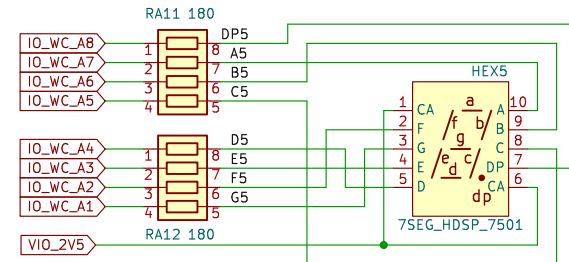 RA11 180
IO_WC_A8 1 8 DP5
IO_WC_A7 2 7 A5
IO_WC_A6 3 6 B5
IO_WC_A5 4 5 C5
IO_WC_A4 1 8 D5
IO_WC_A3 2 7 E5
IO_WC_A2 3 6 F5
IO_WC_A1 4 5 G5
RA12 180
VIO_2V5
HEX5
1 CA A 10
2 F B 9
3 G C 8
4 E DP 7
5 D CA 6
a
f b
g
e c
d
dp
7SEG_HDSP_7501